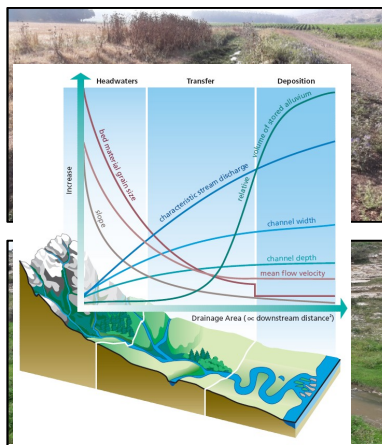 Headwaters
Transfer
Deposition
Increase
bed material grain size
slope
characteristic stream discharge
relative volume of stored alluvium
channel width
channel depth
mean flow velocity
Drainage Area (∝ downstream distance²)